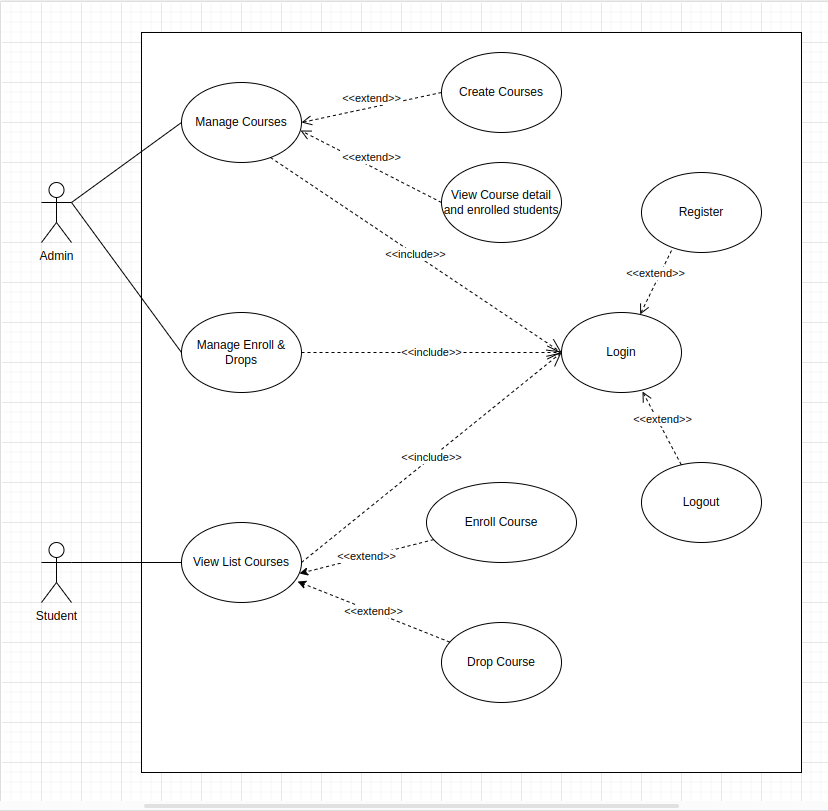 Create Courses
<<extend>>
Manage Courses
<<extend>>
View Course detail
and enrolled students
Register
Admin
<<include>>
<<extend>>
Manage Enroll &
Drops
<<include>>
Login
<<extend>>
<<include>>
Logout
Enroll Course
<<extend>>
View List Courses
<<extend>>
Student
Drop Course